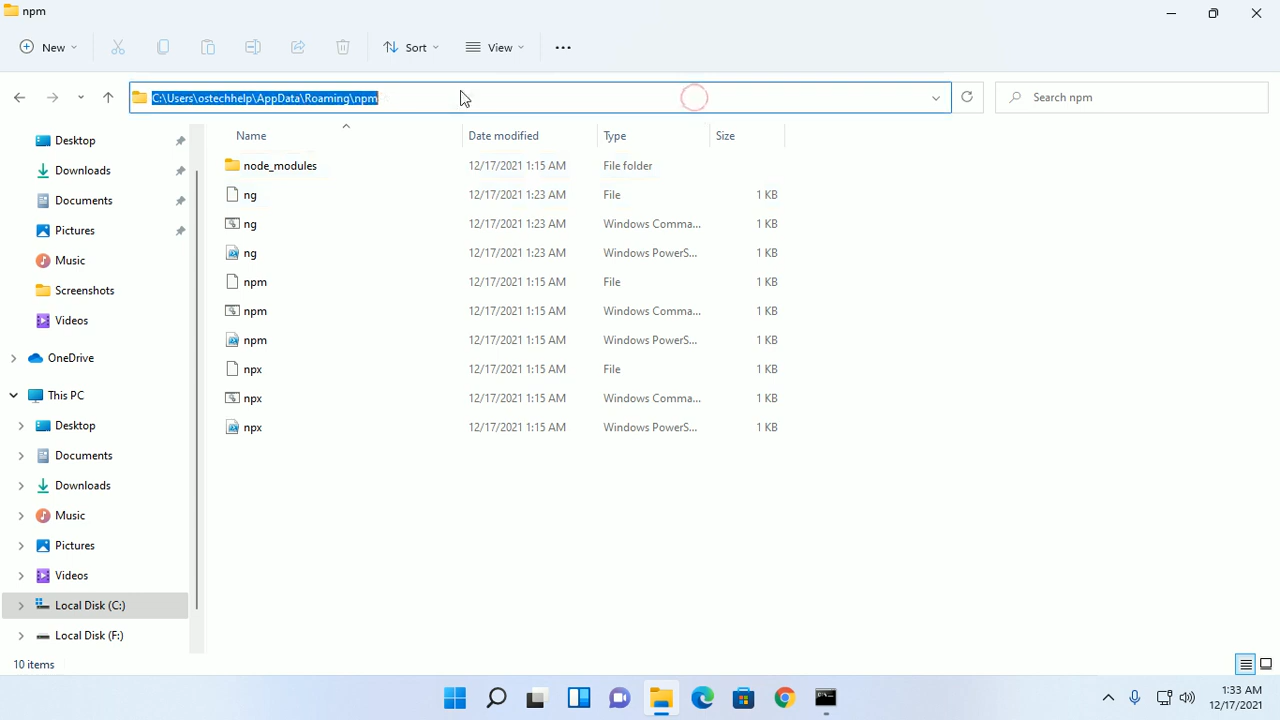 npm
New
Sort
View
C:\Users\ostechhelp\AppData\Roaming\npm
Search npm
Desktop
Downloads
Documents
Pictures
Music
Screenshots
Videos
OneDrive
This PC
Desktop
Documents
Downloads
Music
Pictures
Videos
Local Disk (C:)
Local Disk (F:)
Name Date modified Type Size
node_modules 12/17/2021 1:15 AM File folder
ng 12/17/2021 1:23 AM File 1 KB
ng 12/17/2021 1:23 AM Windows Comma... 1 KB
ng 12/17/2021 1:23 AM Windows PowerS... 1 KB
npm 12/17/2021 1:15 AM File 1 KB
npm 12/17/2021 1:15 AM Windows Comma... 1 KB
npm 12/17/2021 1:15 AM Windows PowerS... 1 KB
npx 12/17/2021 1:15 AM File 1 KB
npx 12/17/2021 1:15 AM Windows Comma... 1 KB
npx 12/17/2021 1:15 AM Windows PowerS... 1 KB
10 items
1:33 AM
12/17/2021